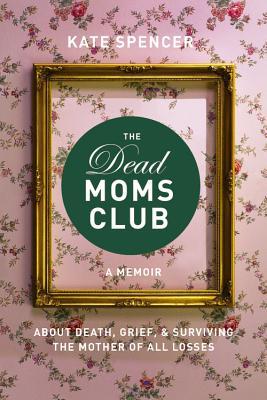 KATE SPENCER
THE
Dead
MOMS
CLUB
A MEMOIR
ABOUT DEATH, GRIEF, & SURVIVING
THE MOTHER OF ALL LOSSES